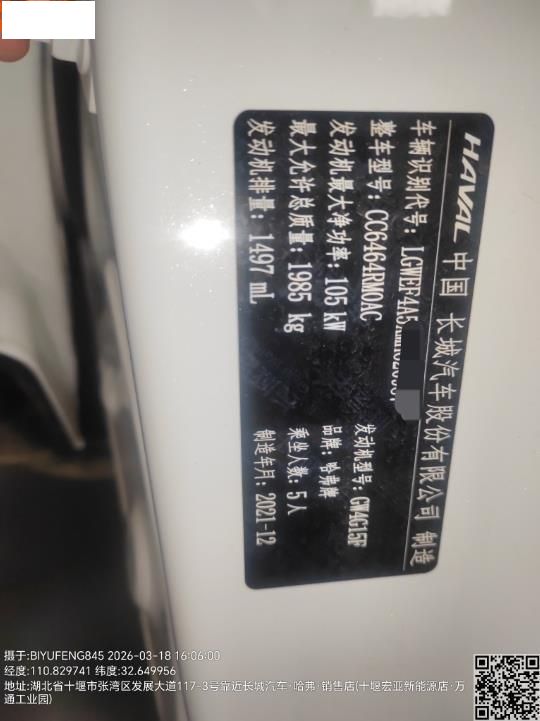 HAVAL 中国 长城汽车股份有限公司 制造
车辆识别代号: LGWEF4A5
整车型号: CC6464RM0AC
发动机型号: GW4G15F
发动机最大净功率: 105 kW
品牌: 哈弗牌
最大允许总质量: 1985 kg
乘坐人数: 5人
发动机排量: 1497 mL
制造年月: 2021-12
摄于:BIYUFENG845 2026-03-18 16:06:00
经度:110.829741 纬度:32.649956
地址:湖北省十堰市张湾区发展大道117-3号靠近长城汽车·哈弗·销售店(十堰宏亚新能源店·万
通工业园)